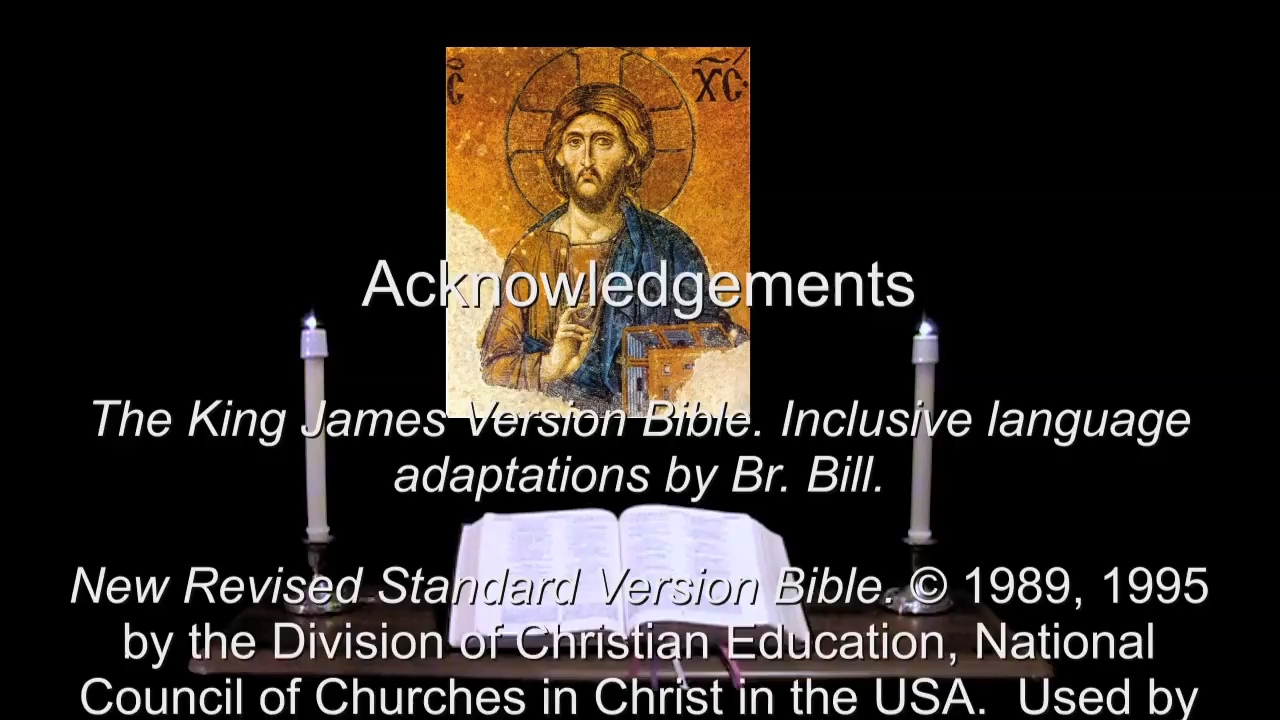 C
XC
Acknowledgements
The King James Version Bible. Inclusive language
adaptations by Br. Bill.
New Revised Standard Version Bible. © 1989, 1995
by the Division of Christian Education, National
Council of Churches in Christ in the USA.  Used by